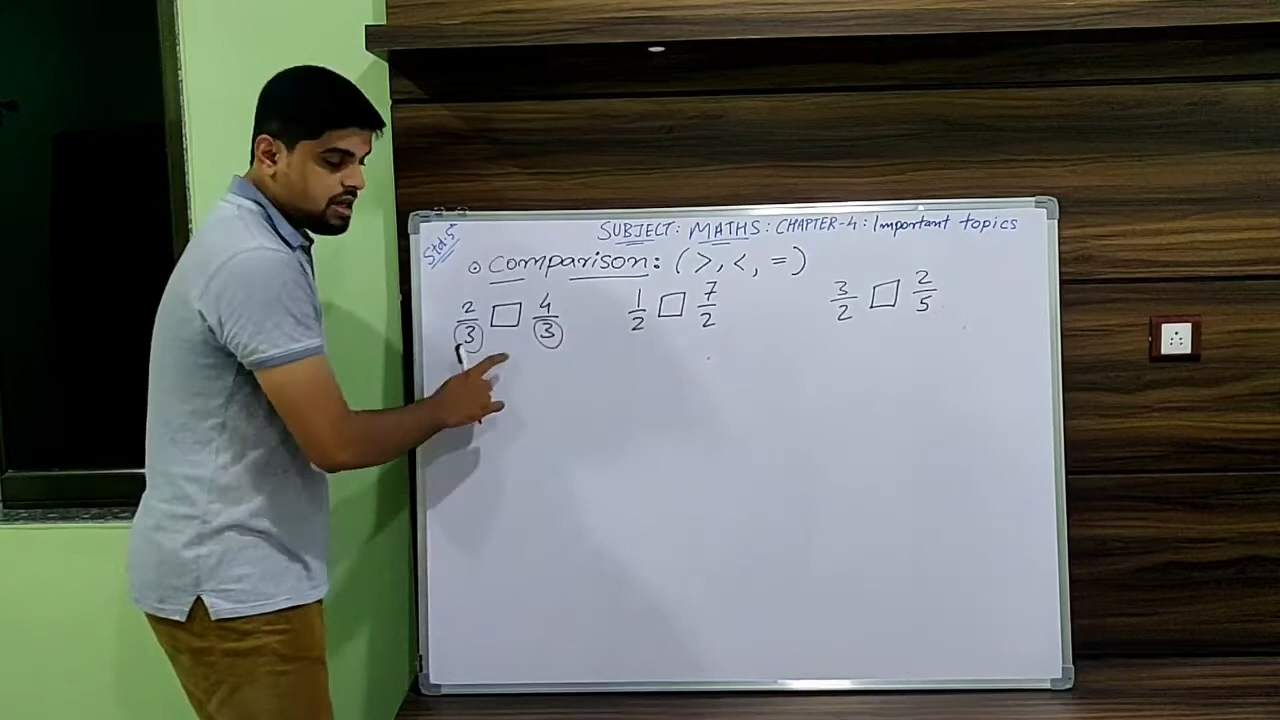 Std:5
SUBJECT: MATHS: CHAPTER-4: Important topics
Comparison: (>, <, =)
2/3 □ 4/3 1/2 □ 7/2 3/2 □ 2/5